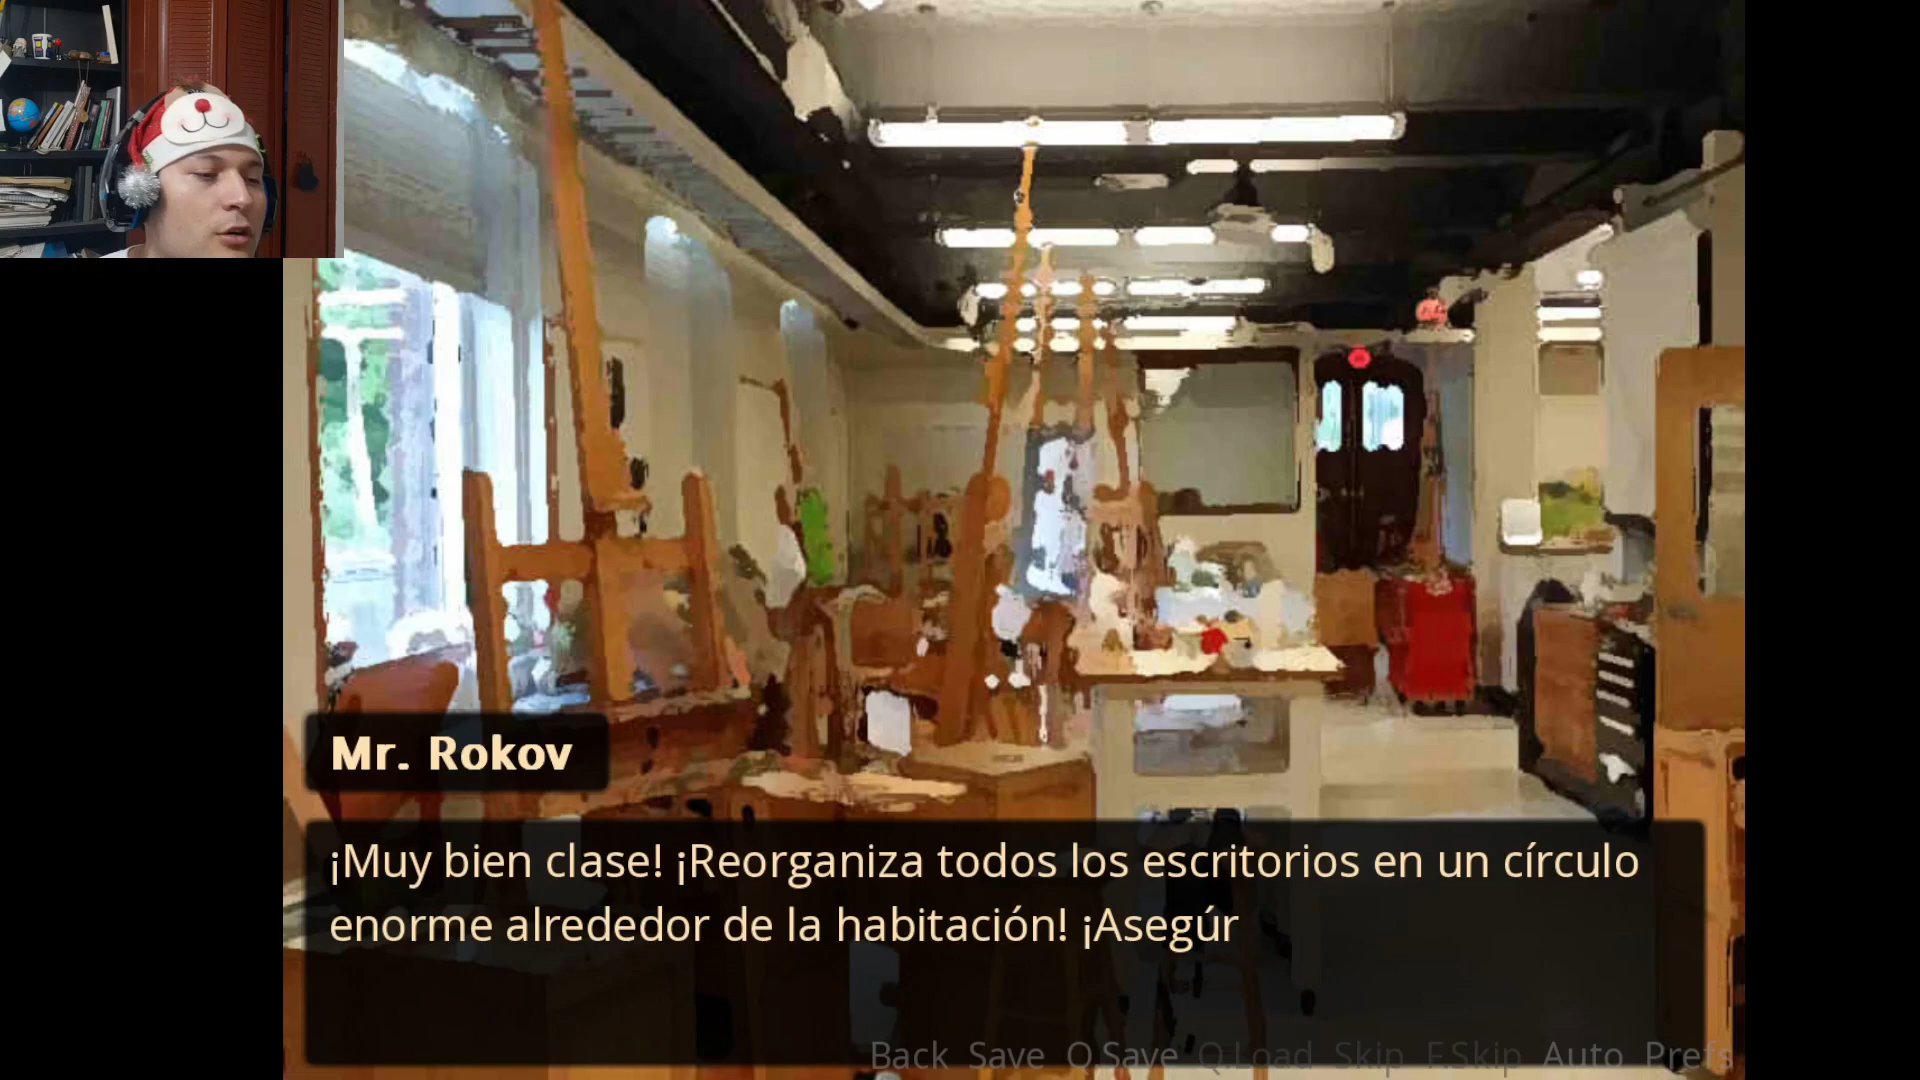 Mr. Rokov
¡Muy bien clase! ¡Reorganiza todos los escritorios en un círculo
enorme alrededor de la habitación! ¡Asegúr
Back Save Q.Save Q.Load Skip F.Skip Auto Prefs